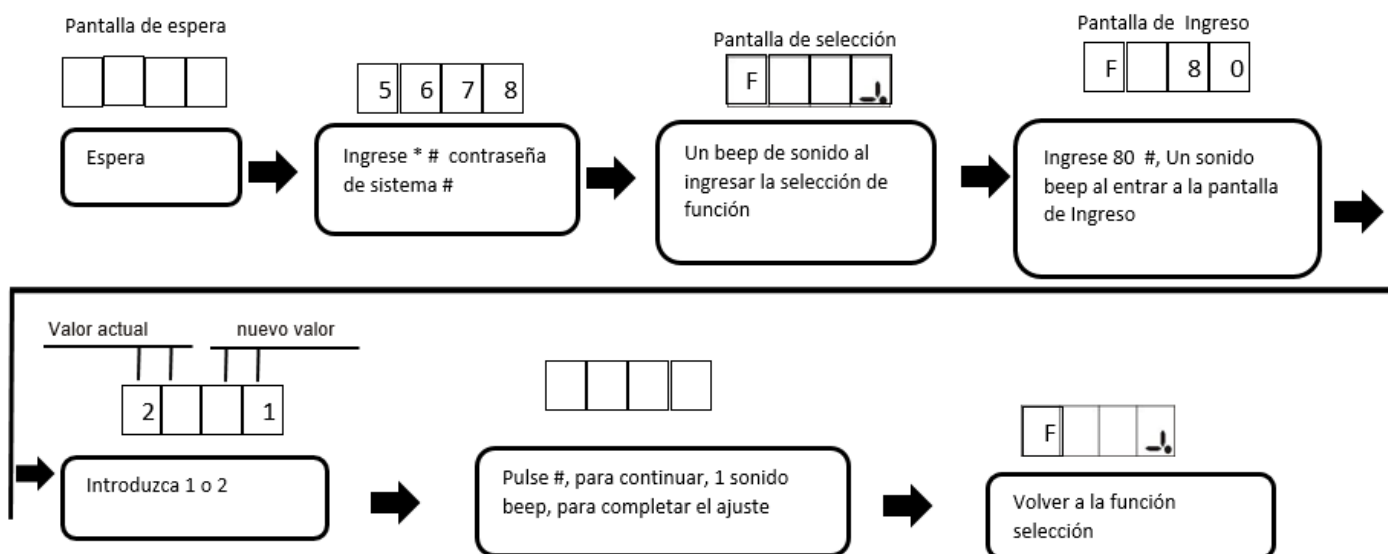 Pantalla de espera
5 6 7 8
Pantalla de selección
F
Pantalla de Ingreso
F 8 0
Espera
Ingrese * # contraseña
de sistema #
Un beep de sonido al
ingresar la selección de
función
Ingrese 80 #, Un sonido
beep al entrar a la pantalla
de Ingreso
Valor actual
nuevo valor
2 1
Introduzca 1 o 2
Pulse #, para continuar, 1 sonido
beep, para completar el ajuste
F
Volver a la función
selección